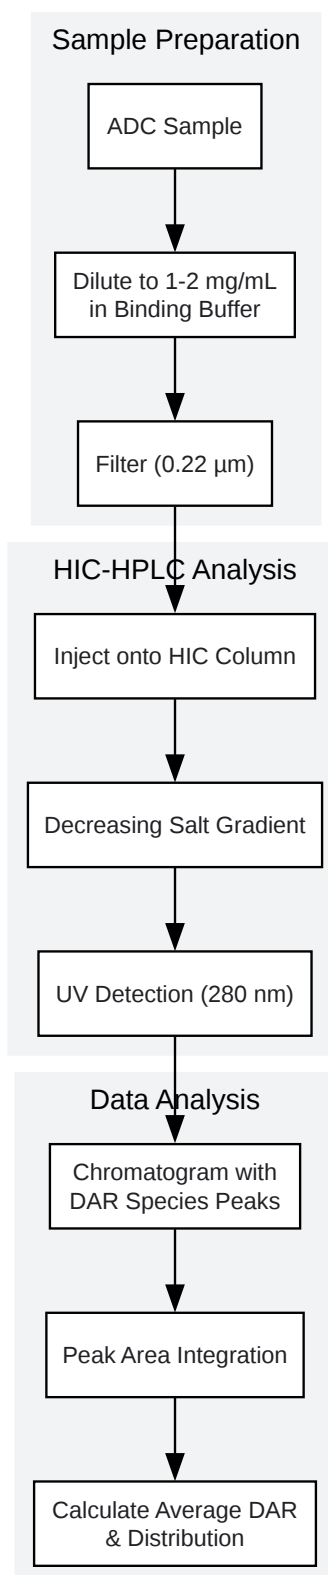 Sample Preparation
ADC Sample
Dilute to 1-2 mg/mL
in Binding Buffer
Filter (0.22 µm)
HIC-HPLC Analysis
Inject onto HIC Column
Decreasing Salt Gradient
UV Detection (280 nm)
Data Analysis
Chromatogram with
DAR Species Peaks
Peak Area Integration
Calculate Average DAR
& Distribution